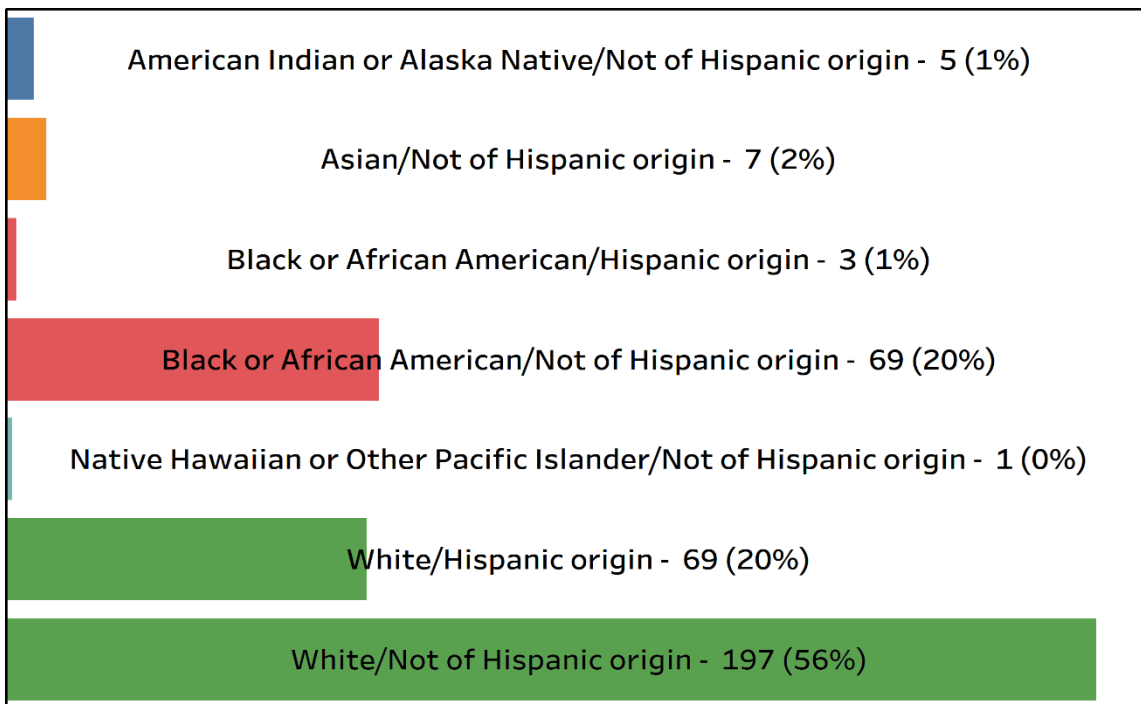 American Indian or Alaska Native/Not of Hispanic origin - 5 (1%)
Asian/Not of Hispanic origin - 7 (2%)
Black or African American/Hispanic origin - 3 (1%)
Black or African American/Not of Hispanic origin - 69 (20%)
Native Hawaiian or Other Pacific Islander/Not of Hispanic origin - 1 (0%)
White/Hispanic origin - 69 (20%)
White/Not of Hispanic origin - 197 (56%)